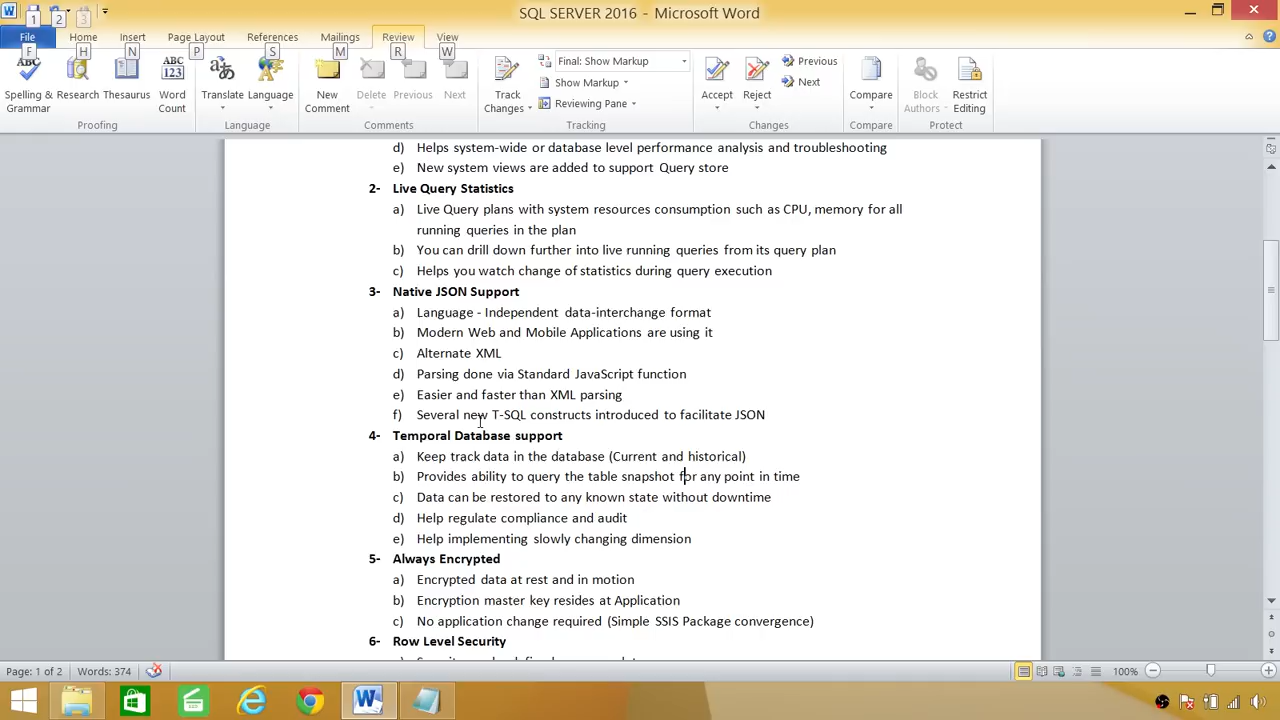 SQL SERVER 2016 - Microsoft Word
1 2 3
File Home Insert Page Layout References Mailings Review View
F H N P S M R W
Spelling & Grammar Research Thesaurus Word Count Translate Language New Comment Delete Previous Next Track Changes Final: Show Markup Show Markup Reviewing Pane Accept Reject Previous Next Compare Block Authors Restrict Editing
Proofing Language Comments Tracking Changes Compare Protect
d) Helps system-wide or database level performance analysis and troubleshooting
e) New system views are added to support Query store
2- Live Query Statistics
a) Live Query plans with system resources consumption such as CPU, memory for all
running queries in the plan
b) You can drill down further into live running queries from its query plan
c) Helps you watch change of statistics during query execution
3- Native JSON Support
a) Language - Independent data-interchange format
b) Modern Web and Mobile Applications are using it
c) Alternate XML
d) Parsing done via Standard JavaScript function
e) Easier and faster than XML parsing
f) Several new T-SQL constructs introduced to facilitate JSON
4- Temporal Database support
a) Keep track data in the database (Current and historical)
b) Provides ability to query the table snapshot for any point in time
c) Data can be restored to any known state without downtime
d) Help regulate compliance and audit
e) Help implementing slowly changing dimension
5- Always Encrypted
a) Encrypted data at rest and in motion
b) Encryption master key resides at Application
c) No application change required (Simple SSIS Package convergence)
6- Row Level Security
Page: 1 of 2 Words: 374 100%